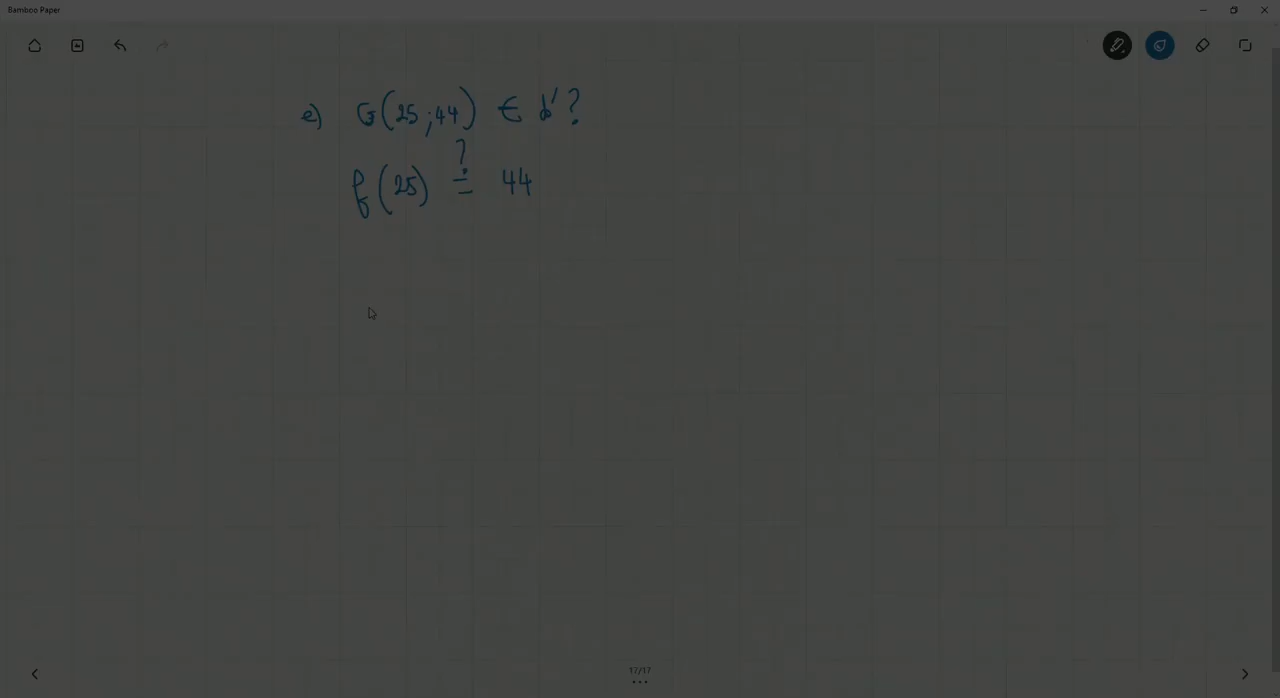 Bamboo Paper
e) G(25;44) ∈ d'?
f(25) ≟ 44
17/17